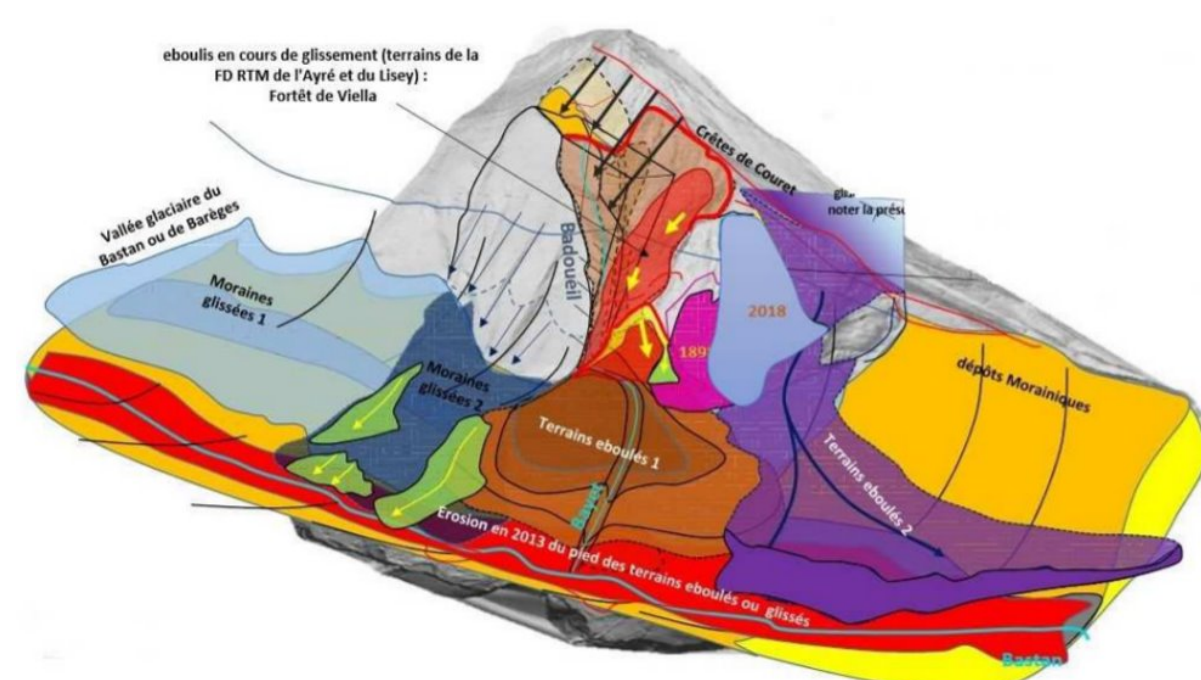 eboulis en cours de glissement (terrains de la
FD RTM de l'Ayré et du Lisey) :
Fortêt de Viella
Crêtes de Couret
noter la prése
Vallée glaciaire du
Bastan ou de Barèges
Badoueil
Moraines
glissées 1
2018
189
Moraines
glissées 2
dépôts Morainiques
Terrains eboulés 1
Terrains eboulés 2
Bayet
Erosion en 2013 du pied des terrains eboulés ou glissés
Bastan